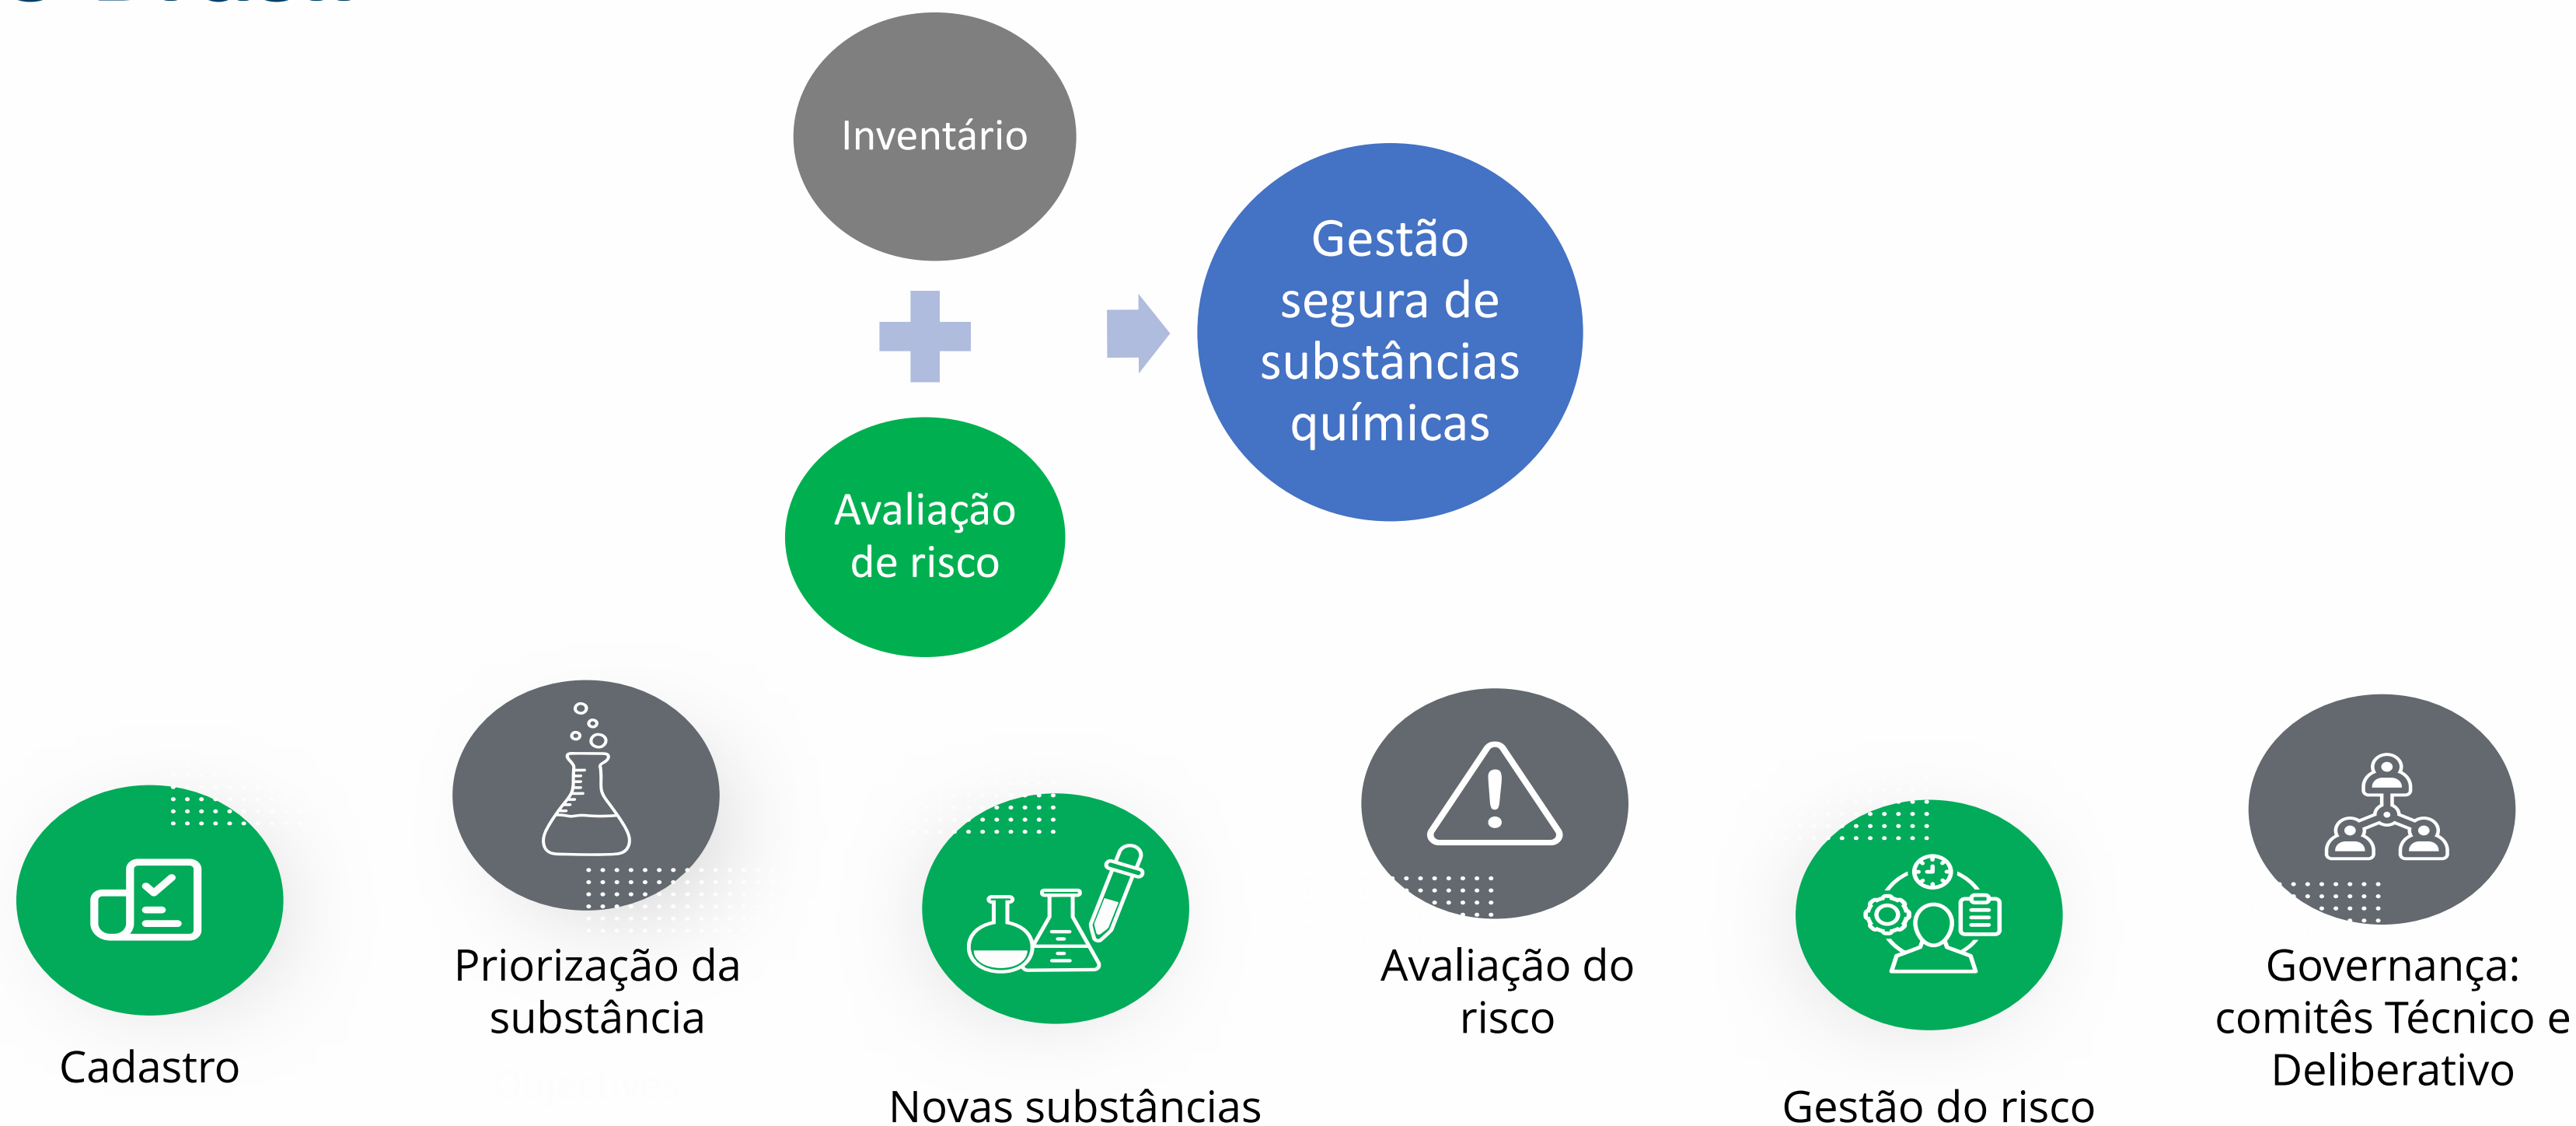 Inventário
Gestão
segura de
substâncias
químicas
Avaliação
de risco
Cadastro
Priorização da
substância
Novas substâncias
Avaliação do
risco
Gestão do risco
Governança:
comitês Técnico e
Deliberativo